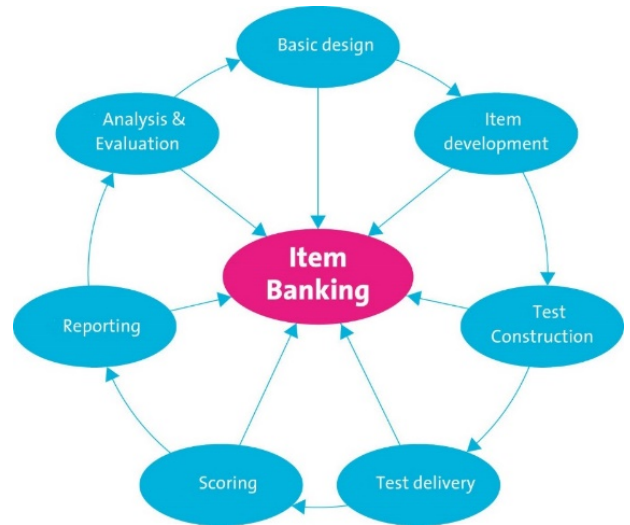 Basic design
Analysis &
Evaluation
Item
development
Item
Banking
Reporting
Test
Construction
Scoring
Test delivery